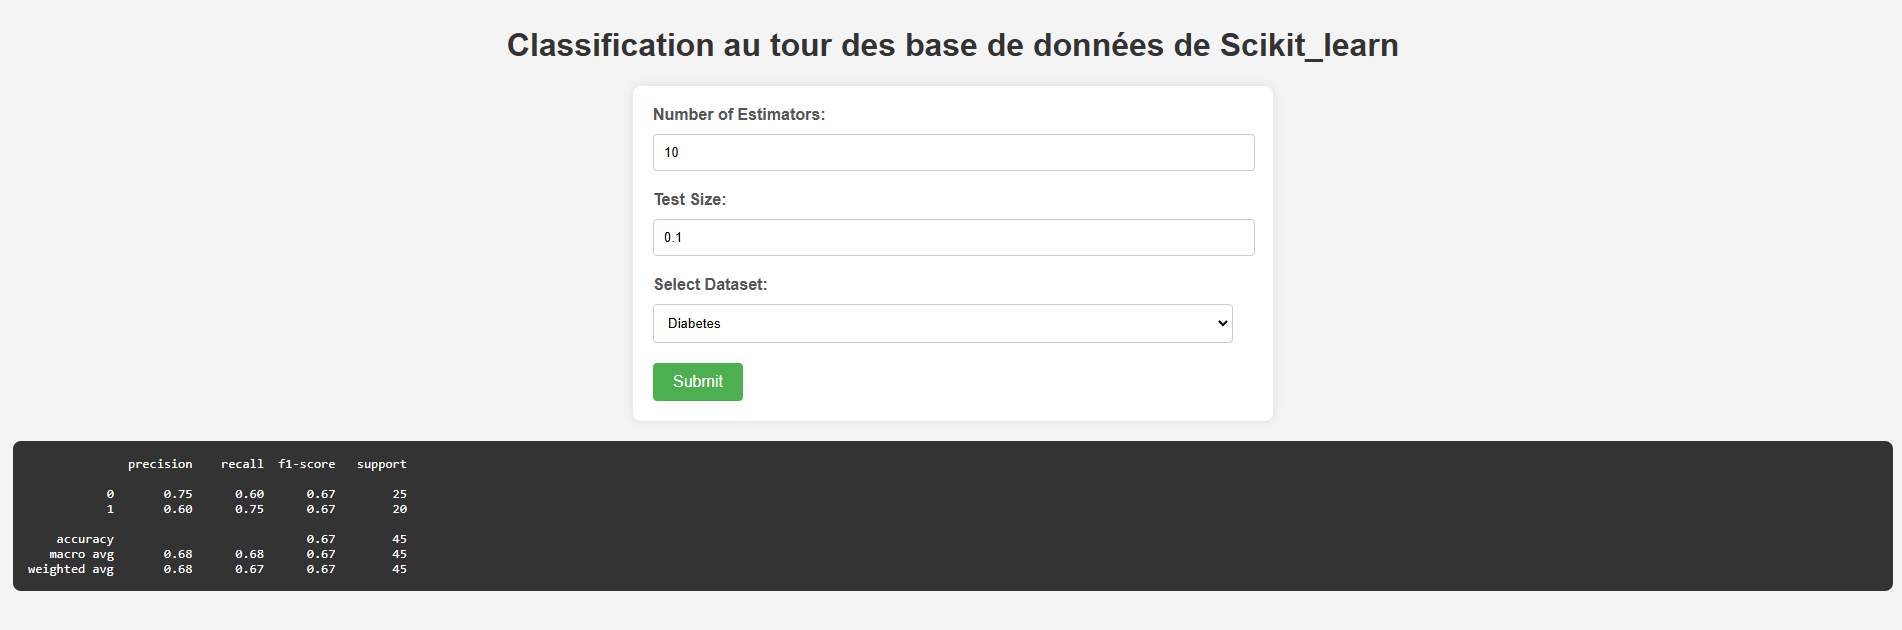 Classification au tour des base de données de Scikit_learn
Number of Estimators:
10
Test Size:
0.1
Select Dataset:
Diabetes
Submit
precision recall f1-score support
0 0.75 0.60 0.67 25
1 0.60 0.75 0.67 20
accuracy 0.67 45
macro avg 0.68 0.68 0.67 45
weighted avg 0.68 0.67 0.67 45